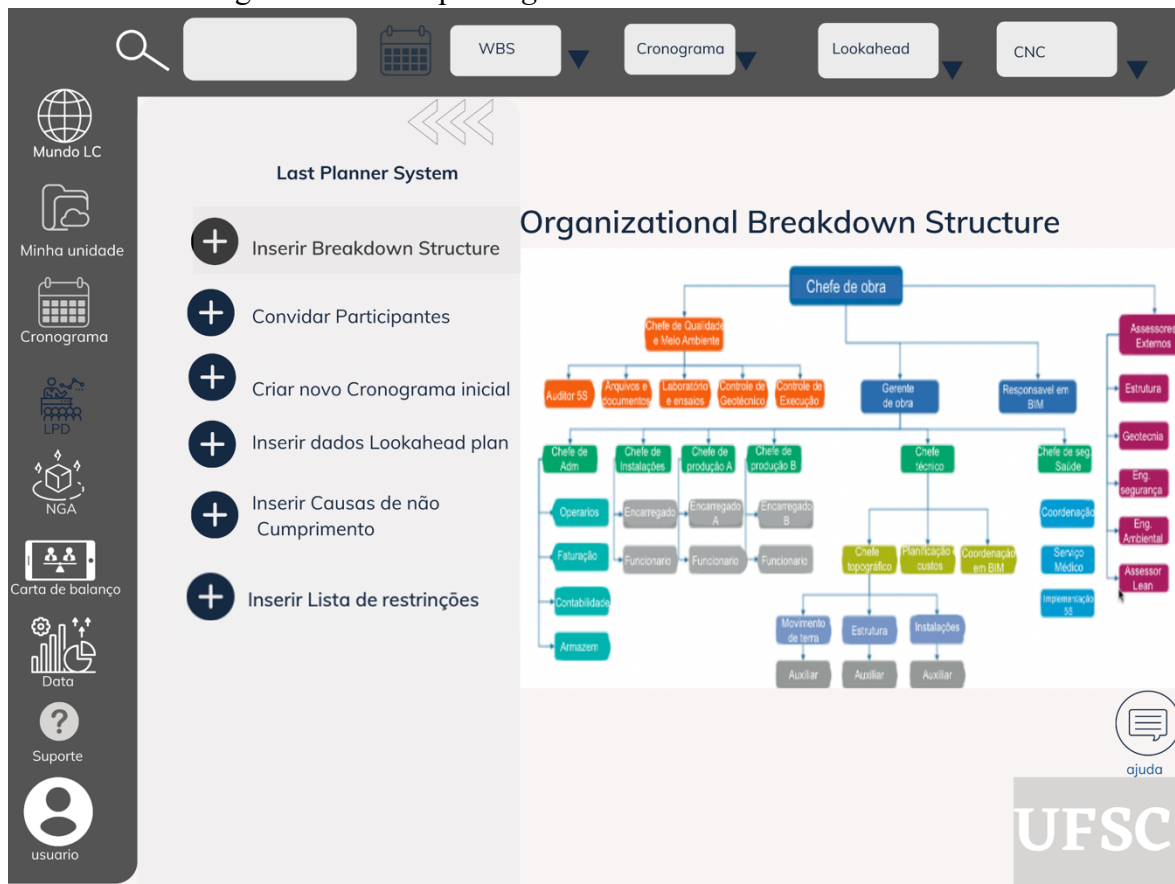 WBS
Cronograma
Lookahead
CNC
Mundo LC
Minha unidade
Cronograma
LPD
NGA
Carta de balanço
Data
?
Suporte
usuario
Last Planner System
Inserir Breakdown Structure
Convidar Participantes
Criar novo Cronograma inicial
Inserir dados Lookahead plan
Inserir Causas de não
Cumprimento
Inserir Lista de restrinções
Organizational Breakdown Structure
Chefe de obra
Chefe de Qualidade
e Meio Ambiente
Assessores
Externos
Auditor 5S
Arquivos e
documentos
Laboratório
e ensaios
Controle de
Geotécnico
Controle de
Execução
Gerente
de obra
Responsavel em
BIM
Estrutura
Geotecnia
Eng.
segurança
Eng.
Ambiental
Assessor
Lean
Chefe de
Adm
Chefe de
Instalações
Chefe de
produção A
Chefe de
produção B
Chefe
técnico
Chefe de seg.
Saúde
Operarios
Faturação
Contabilidade
Armazem
Encarregado
Funcionario
Encarregado
A
Funcionario
Encarregado
B
Funcionario
Chefe
topográfico
Planificação e
custos
Coordenação
em BIM
Coordenação
Serviço
Médico
Implementação
5S
Movimento
de terra
Estrutura
Instalações
Auxiliar
Auxiliar
Auxiliar
ajuda
UFSC